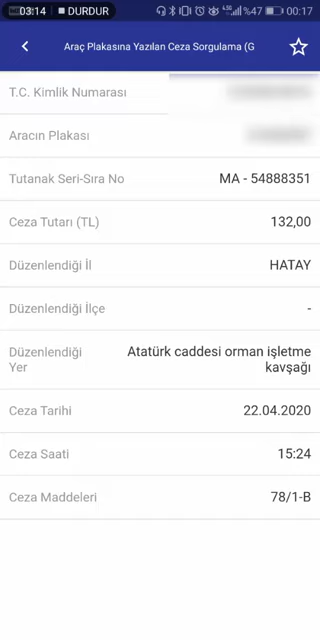 03:14 DURDUR %47 00:17
Araç Plakasına Yazılan Ceza Sorgulama (G
T.C. Kimlik Numarası
Aracın Plakası
Tutanak Seri-Sıra No MA - 54888351
Ceza Tutarı (TL) 132,00
Düzenlendiği İl HATAY
Düzenlendiği İlçe -
Düzenlendiği Atatürk caddesi orman işletme
Yer kavşağı
Ceza Tarihi 22.04.2020
Ceza Saati 15:24
Ceza Maddeleri 78/1-B